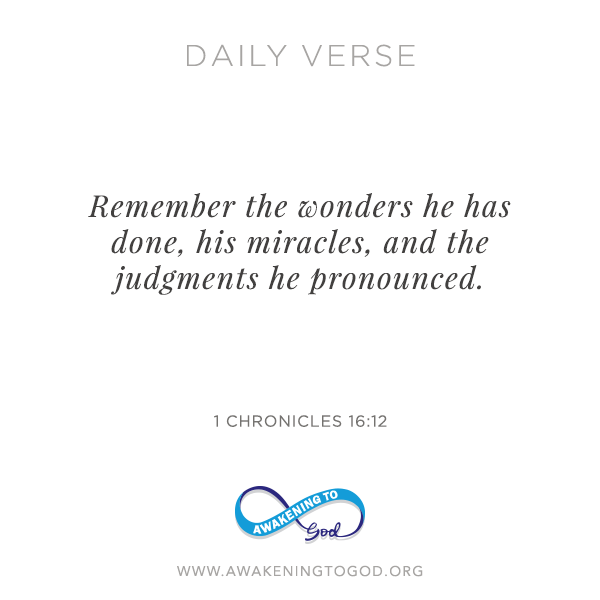 DAILY VERSE
Remember the wonders he has
done, his miracles, and the
judgments he pronounced.
1 CHRONICLES 16:12
AWAKENING TO
God
WWW.AWAKENINGTOGOD.ORG